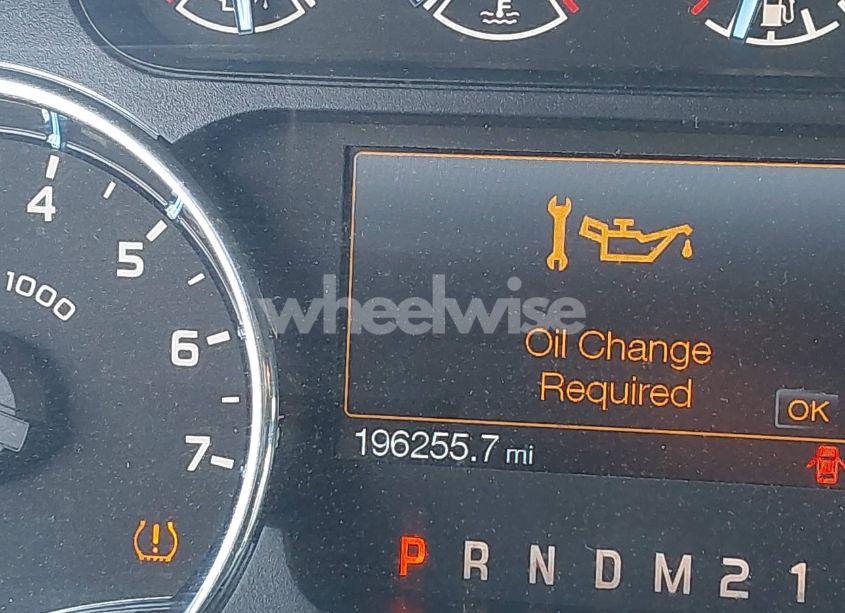 4
5
1000
6
7
wheelwise
Oil Change
Required
OK
196255.7 mi
P R N D M 2 1